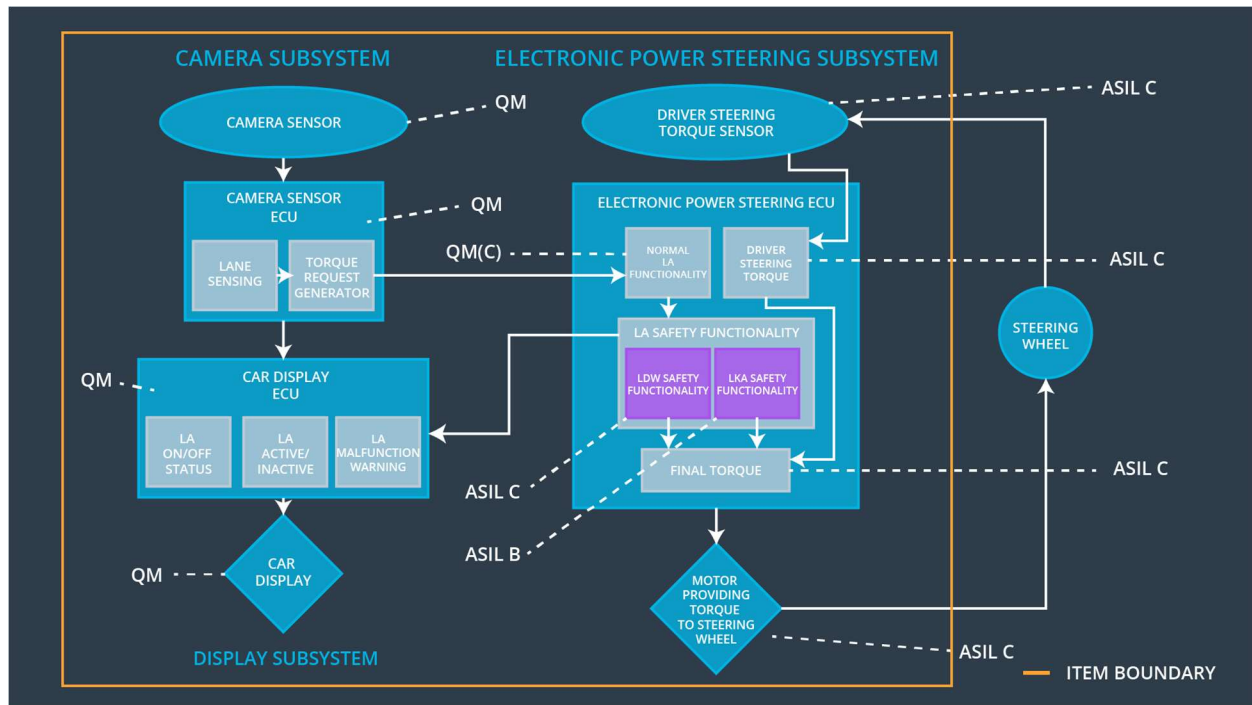 CAMERA SUBSYSTEM
ELECTRONIC POWER STEERING SUBSYSTEM
CAMERA SENSOR
QM
DRIVER STEERING
TORQUE SENSOR
ASIL C
CAMERA SENSOR
ECU
QM
LANE
SENSING
TORQUE
REQUEST
GENERATOR
ELECTRONIC POWER STEERING ECU
QM(C)
NORMAL
LA
FUNCTIONALITY
DRIVER
STEERING
TORQUE
ASIL C
LA SAFETY FUNCTIONALITY
LDW SAFETY
FUNCTIONALITY
LKA SAFETY
FUNCTIONALITY
STEERING
WHEEL
QM
CAR DISPLAY
ECU
LA
ON/OFF
STATUS
LA
ACTIVE/
INACTIVE
LA
MALFUNCTION
WARNING
FINAL TORQUE
ASIL C
ASIL C
ASIL B
QM
CAR
DISPLAY
MOTOR
PROVIDING
TORQUE
TO STEERING
WHEEL
ASIL C
DISPLAY SUBSYSTEM
ITEM BOUNDARY